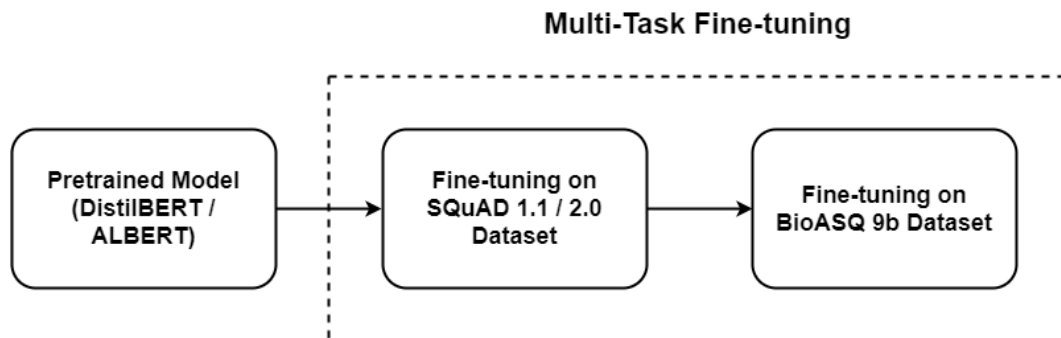 Multi-Task Fine-tuning
Pretrained Model
(DistilBERT /
ALBERT)
Fine-tuning on
SQuAD 1.1 / 2.0
Dataset
Fine-tuning on
BioASQ 9b Dataset